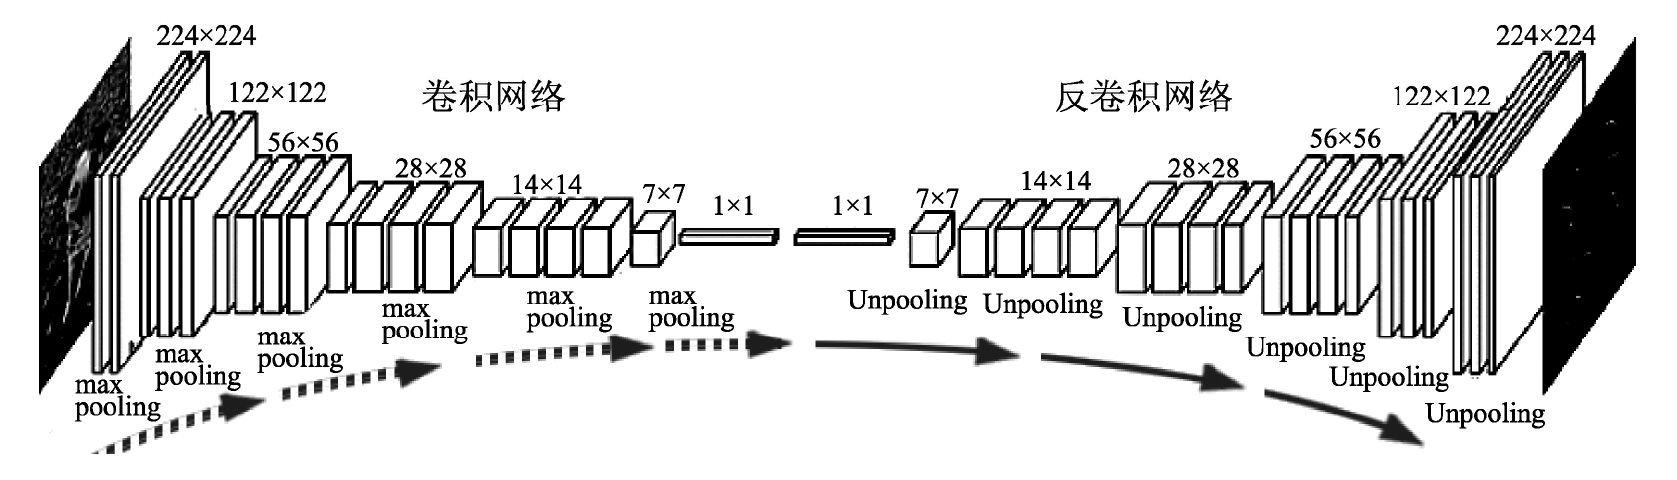 224×224
122×122
卷积网络
56×56
28×28
14×14
7×7
1×1
1×1
7×7
14×14
28×28
56×56
反卷积网络
122×122
224×224
max
pooling
max
pooling
max
pooling
max
pooling
max
pooling
max
pooling
Unpooling
Unpooling
Unpooling
Unpooling
Unpooling
Unpooling